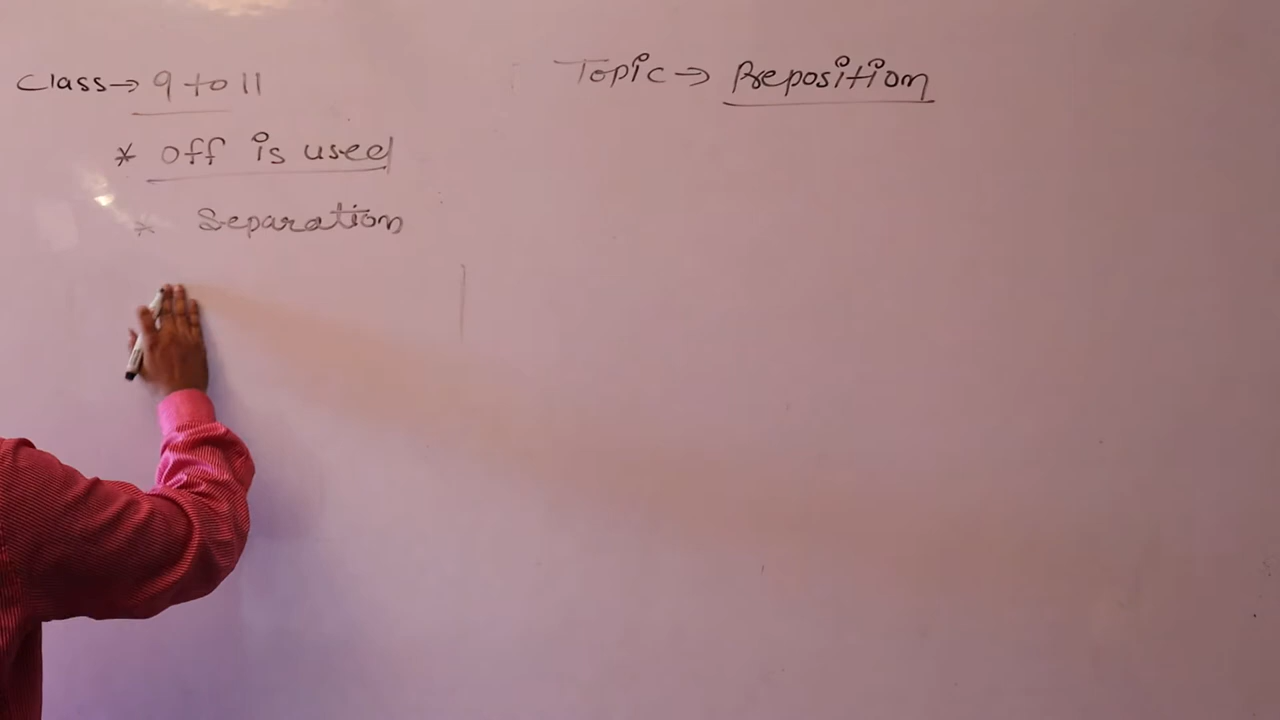 Class→ 9 to 11
Topic → Preposition
* off is used
* Separation